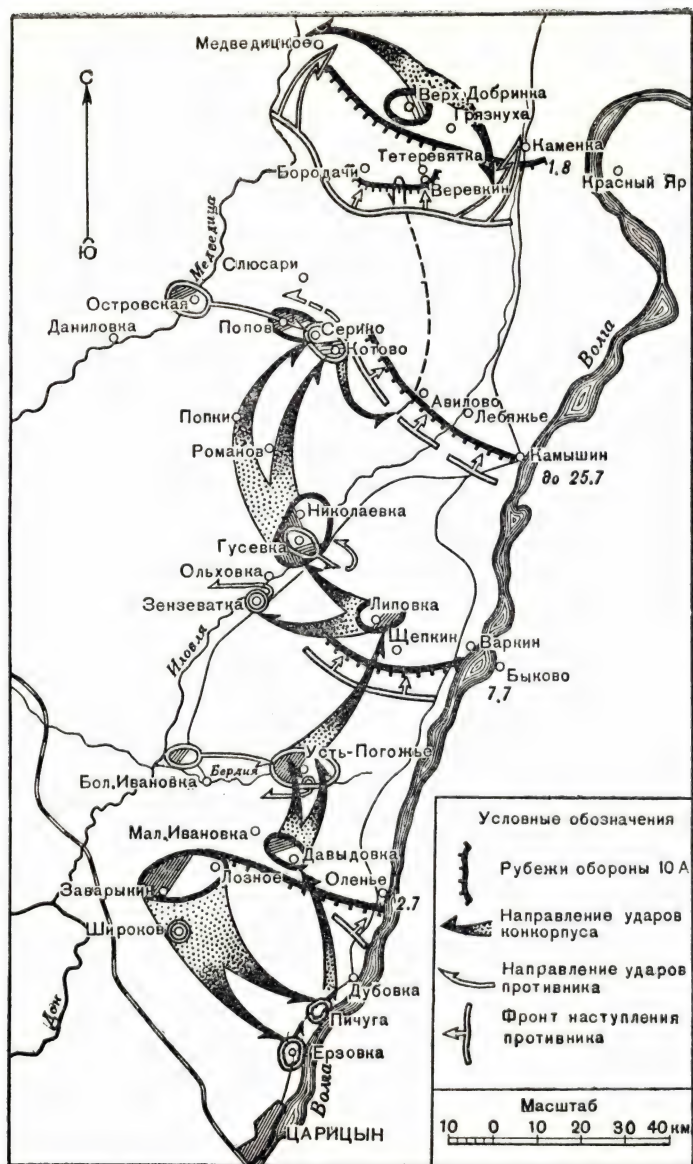 Медведицкое
С
Верх. Добринка
Грязнуха
Каменка
Тетеревятка
1.8
Бородачи
Веревкин
Красный Яр
Ю
Медведица
Слюсари
Островская
Волга
Даниловка
Попов
Серино
Котово
Авилово
Лебяжье
Попки
Романов
Камышин
до 25.7
Николаевка
Гусевка
Ольховка
Зензеватка
Липовка
Щепкин
Варкин
Иловля
Быково
7.7
Усть-Погожье
Бердия
Бол. Ивановка
Мал. Ивановка
Давыдовка
Лозное
Оленье
Заварыкин
2.7
Широков
Дубовка
Дон
Пичуга
Ерзовка
Волга
ЦАРИЦЫН
Условные обозначения
Рубежи обороны 10 А
Направление ударов
конкорпуса
Направление ударов
противника
Фронт наступления
противника
Масштаб
10 0 20 40 км